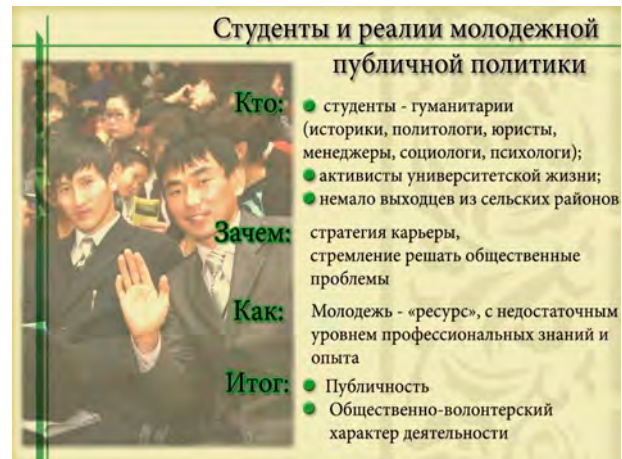 Студенты и реалии молодежной
публичной политики
Кто: студенты - гуманитарии
(историки, политологи, юристы,
менеджеры, социологи, психологи);
активисты университетской жизни;
немало выходцев из сельских районов
Зачем: стратегия карьеры,
стремление решать общественные
проблемы
Как: Молодежь - «ресурс», с недостаточным
уровнем профессиональных знаний и
опыта
Итог: Публичность
Общественно-волонтерский
характер деятельности